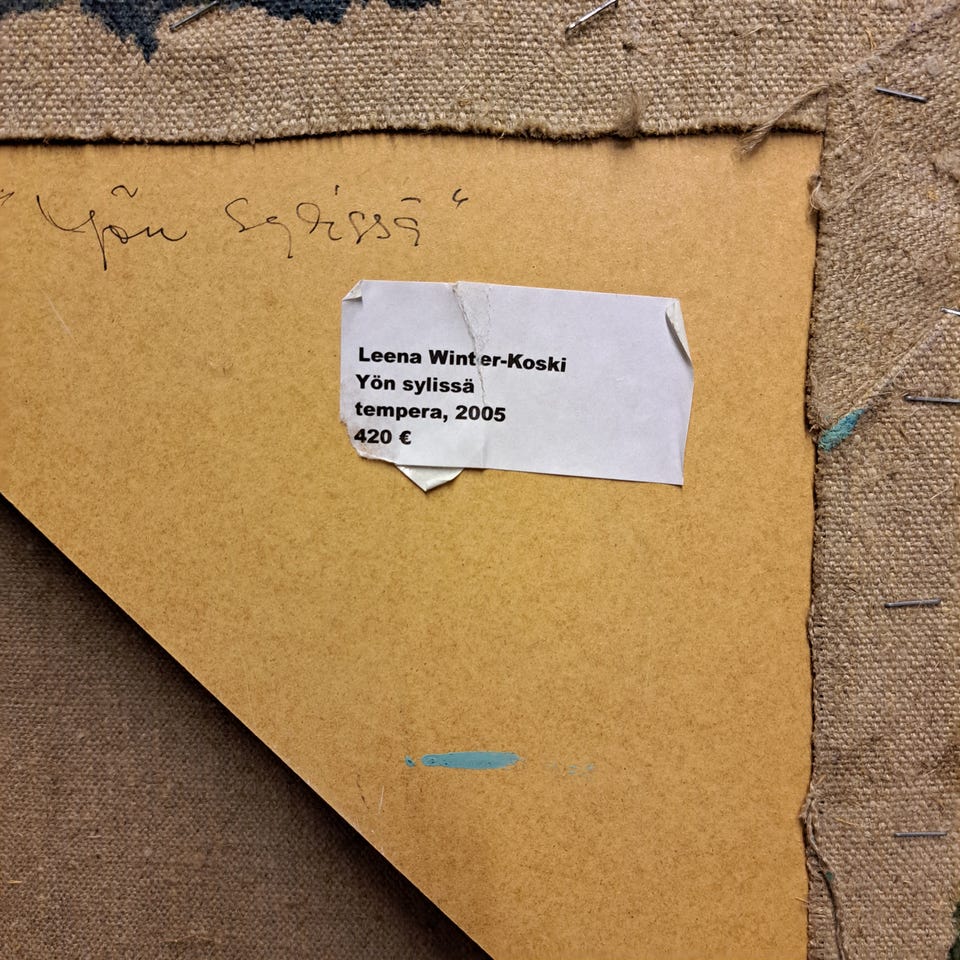 "Yön sylissä"
Leena Winter-Koski
Yön sylissä
tempera, 2005
420 €